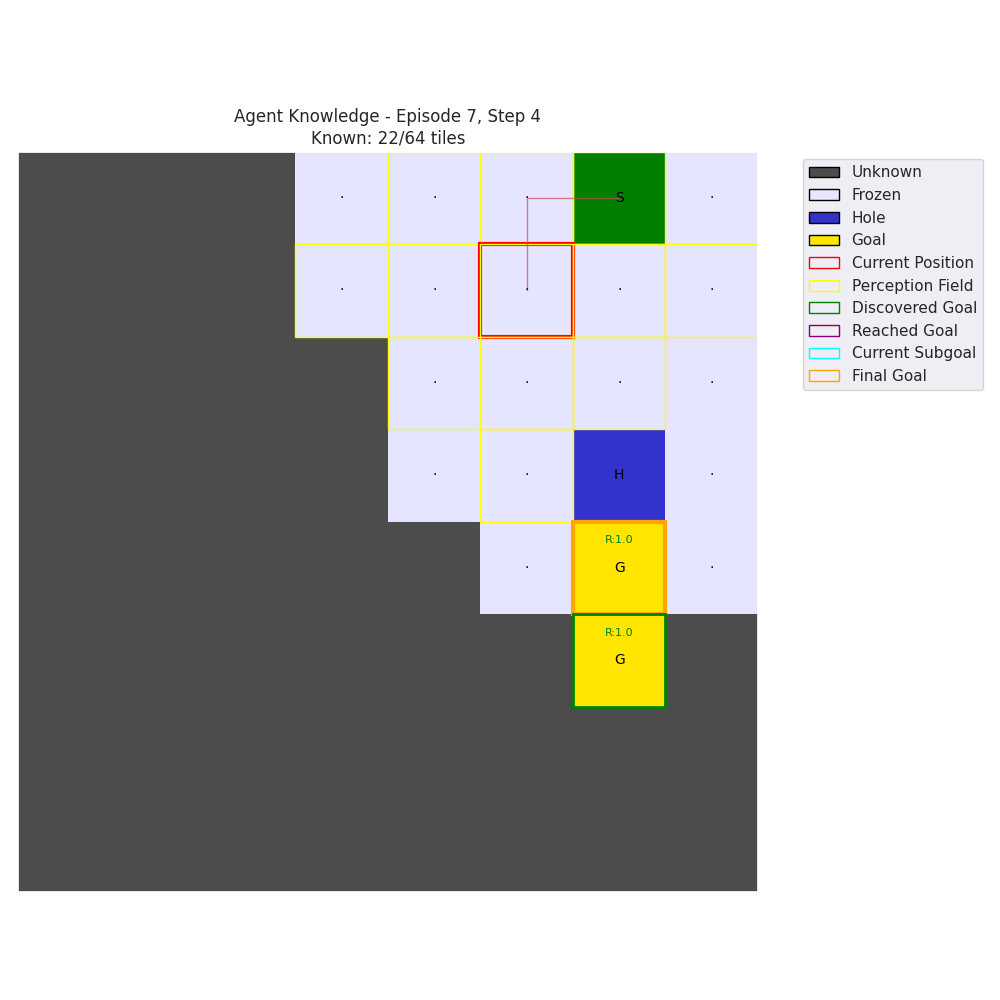 Agent Knowledge - Episode 7, Step 4
Known: 22/64 tiles
· · · S ·
· · · · ·
· · · ·
· · H ·
R:1.0
· G ·
R:1.0
G
Unknown
Frozen
Hole
Goal
Current Position
Perception Field
Discovered Goal
Reached Goal
Current Subgoal
Final Goal